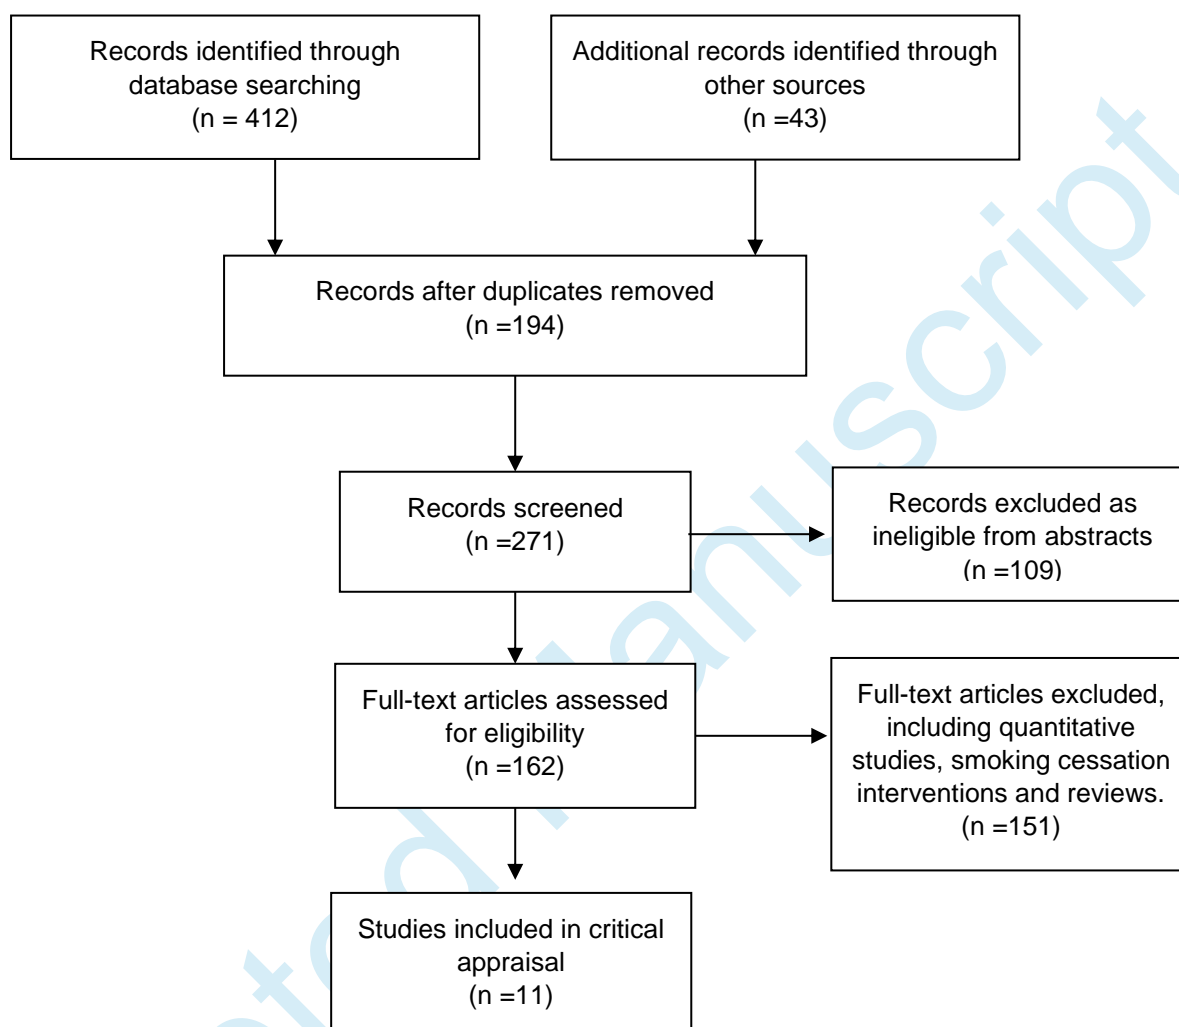 Records identified through
database searching
(n = 412)
Additional records identified through
other sources
(n =43)
Records after duplicates removed
(n =194)
Records screened
(n =271)
Records excluded as
ineligible from abstracts
(n =109)
Full-text articles assessed
for eligibility
(n =162)
Full-text articles excluded,
including quantitative
studies, smoking cessation
interventions and reviews.
(n =151)
Studies included in critical
appraisal
(n =11)